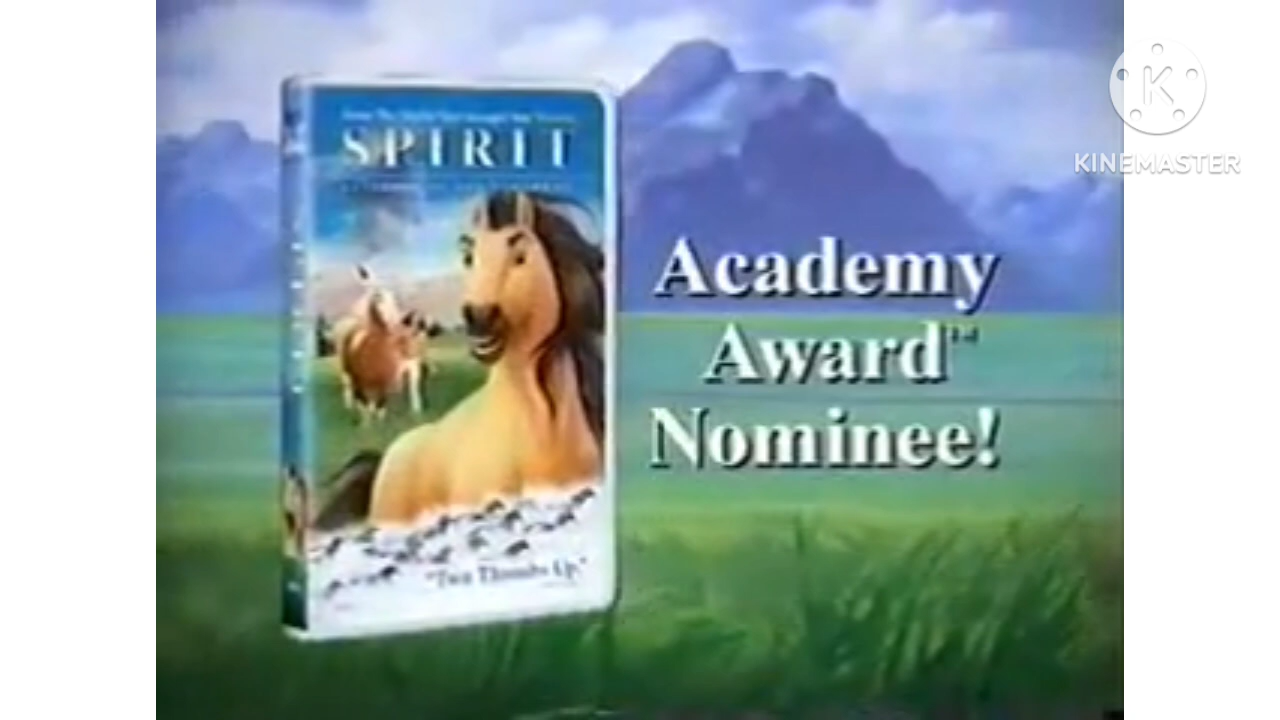 SPIRIT
"Two Thumbs Up."
Academy
Award™
Nominee!
K
KINEMASTER